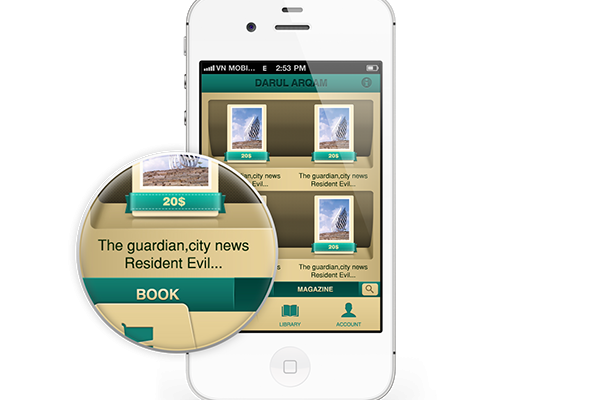 VN MOBI... E 2:53 PM
DARUL ARQAM
20$ 20$
guardian,city news The guardian,city news
Resident Evil... Resident Evil...
20$
The guardian,city news
Resident Evil...
MAGAZINE
LIBRARY ACCOUNT
20$
The guardian,city news
Resident Evil...
BOOK